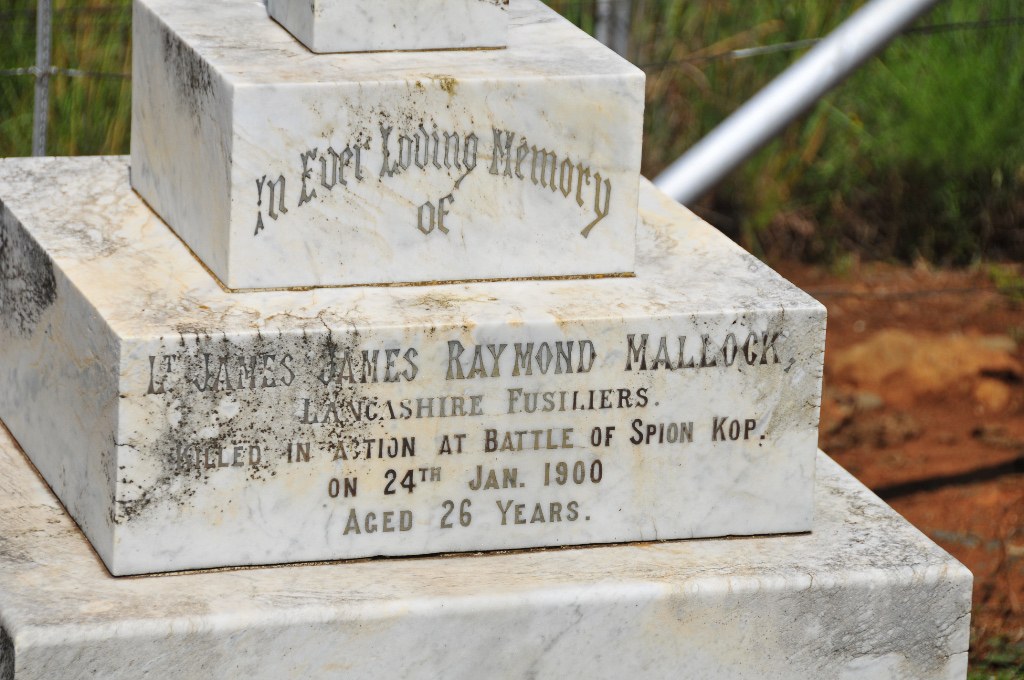 In Ever Loving Memory
of
LT JAMES JAMES RAYMOND MALLOCK,
LANCASHIRE FUSILIERS.
KILLED IN ACTION AT BATTLE OF SPION KOP.
ON 24TH JAN. 1900
AGED 26 YEARS.